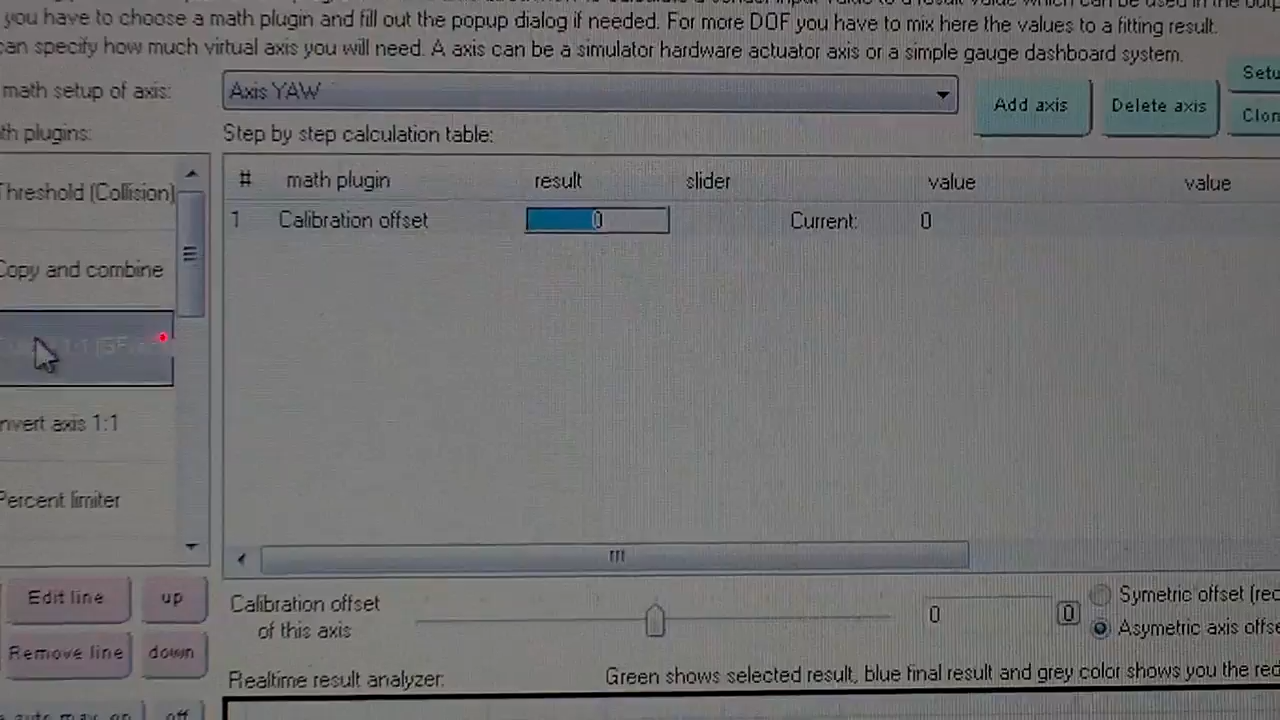 you have to choose a math plugin and fill out the popup dialog if needed. For more DOF you have to mix here the values to a fitting result.
can specify how much virtual axis you will need. A axis can be a simulator hardware actuator axis or a simple gauge dashboard system.
math setup of axis:
Axis YAW
Add axis
Delete axis
Setu
Clon
th plugins:
Step by step calculation table:
# math plugin result slider value value
1 Calibration offset 0 Current: 0
Threshold (Collision)
Copy and combine
nvert axis 1:1
Percent limiter
Edit line
up
Remove line
down
Calibration offset
of this axis
0
0
Symetric offset (rec
Asymetric axis offse
Realtime result analyzer:
Green shows selected result, blue final result and grey color shows you the red
off